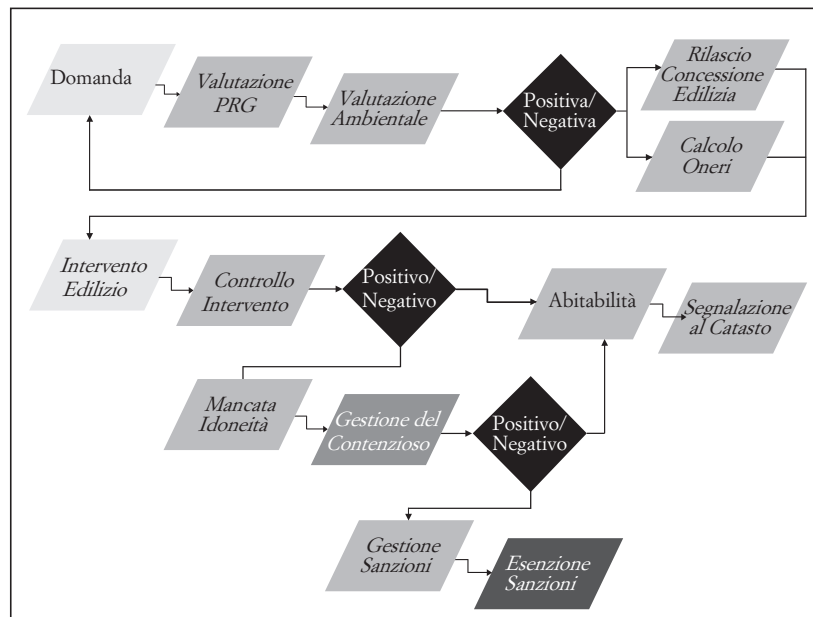 Domanda
Valutazione
PRG
Valutazione
Ambientale
Positiva/
Negativa
Rilascio
Concessione
Edilizia
Calcolo
Oneri
Intervento
Edilizio
Controllo
Intervento
Positivo/
Negativo
Abitabilità
Segnalazione
al Catasto
Mancata
Idoneità
Gestione del
Contenzioso
Positivo/
Negativo
Gestione
Sanzioni
Esenzione
Sanzioni